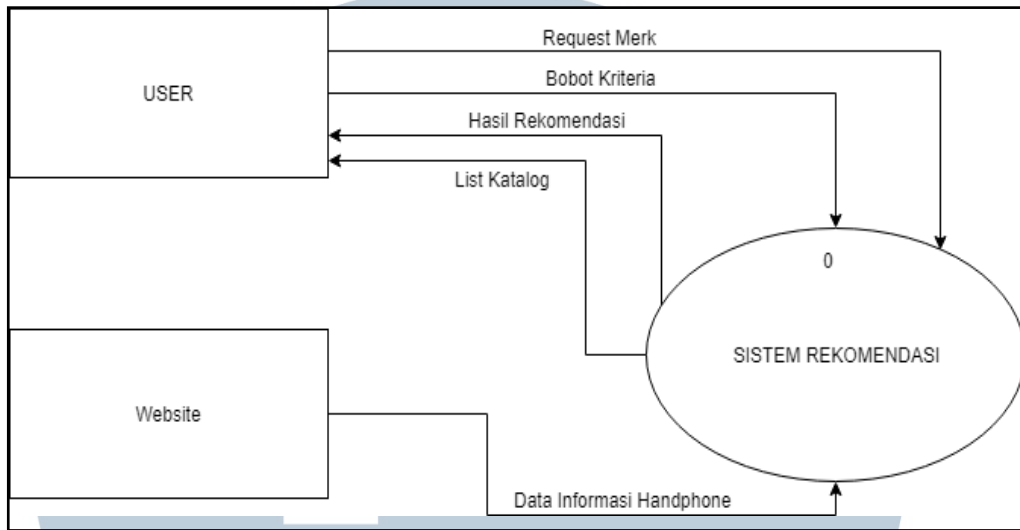 Request Merk
USER
Bobot Kriteria
Hasil Rekomendasi
List Katalog
0
SISTEM REKOMENDASI
Website
Data Informasi Handphone